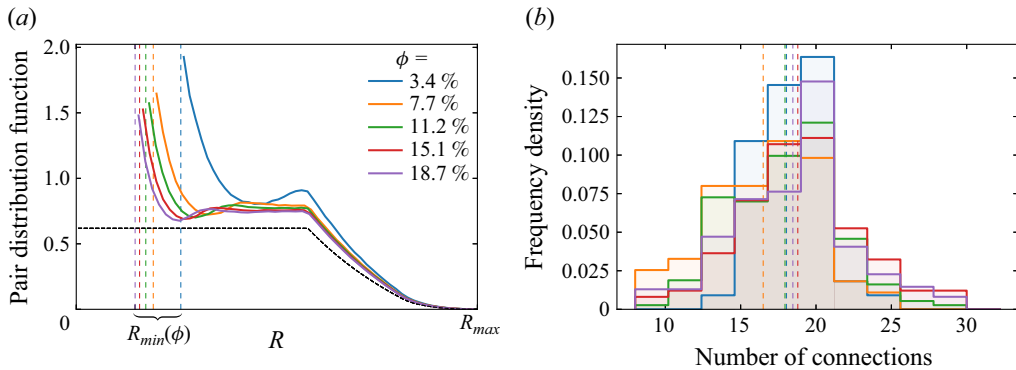 (a)
2.0
1.5
1.0
0.5
0
Pair distribution function
ϕ =
3.4 %
7.7 %
11.2 %
15.1 %
18.7 %
R_min(ϕ)
R
R_max
(b)
0.150
0.125
0.100
0.075
0.050
0.025
0
Frequency density
10
15
20
25
30
Number of connections